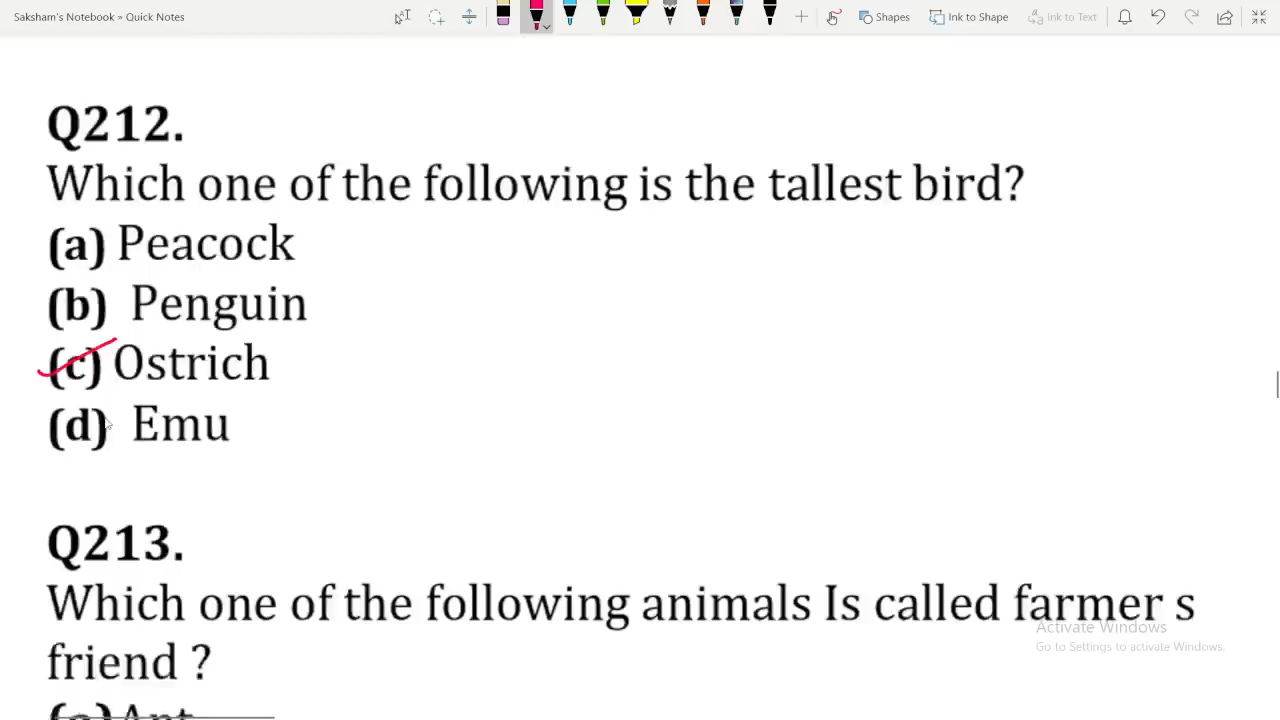 Saksham's Notebook » Quick Notes
Shapes
Ink to Shape
Ink to Text
Q212.
Which one of the following is the tallest bird?
(a) Peacock
(b) Penguin
(c) Ostrich
(d) Emu
Q213.
Which one of the following animals Is called farmer s
friend ?
Activate Windows
Go to Settings to activate Windows.
(a) Ant